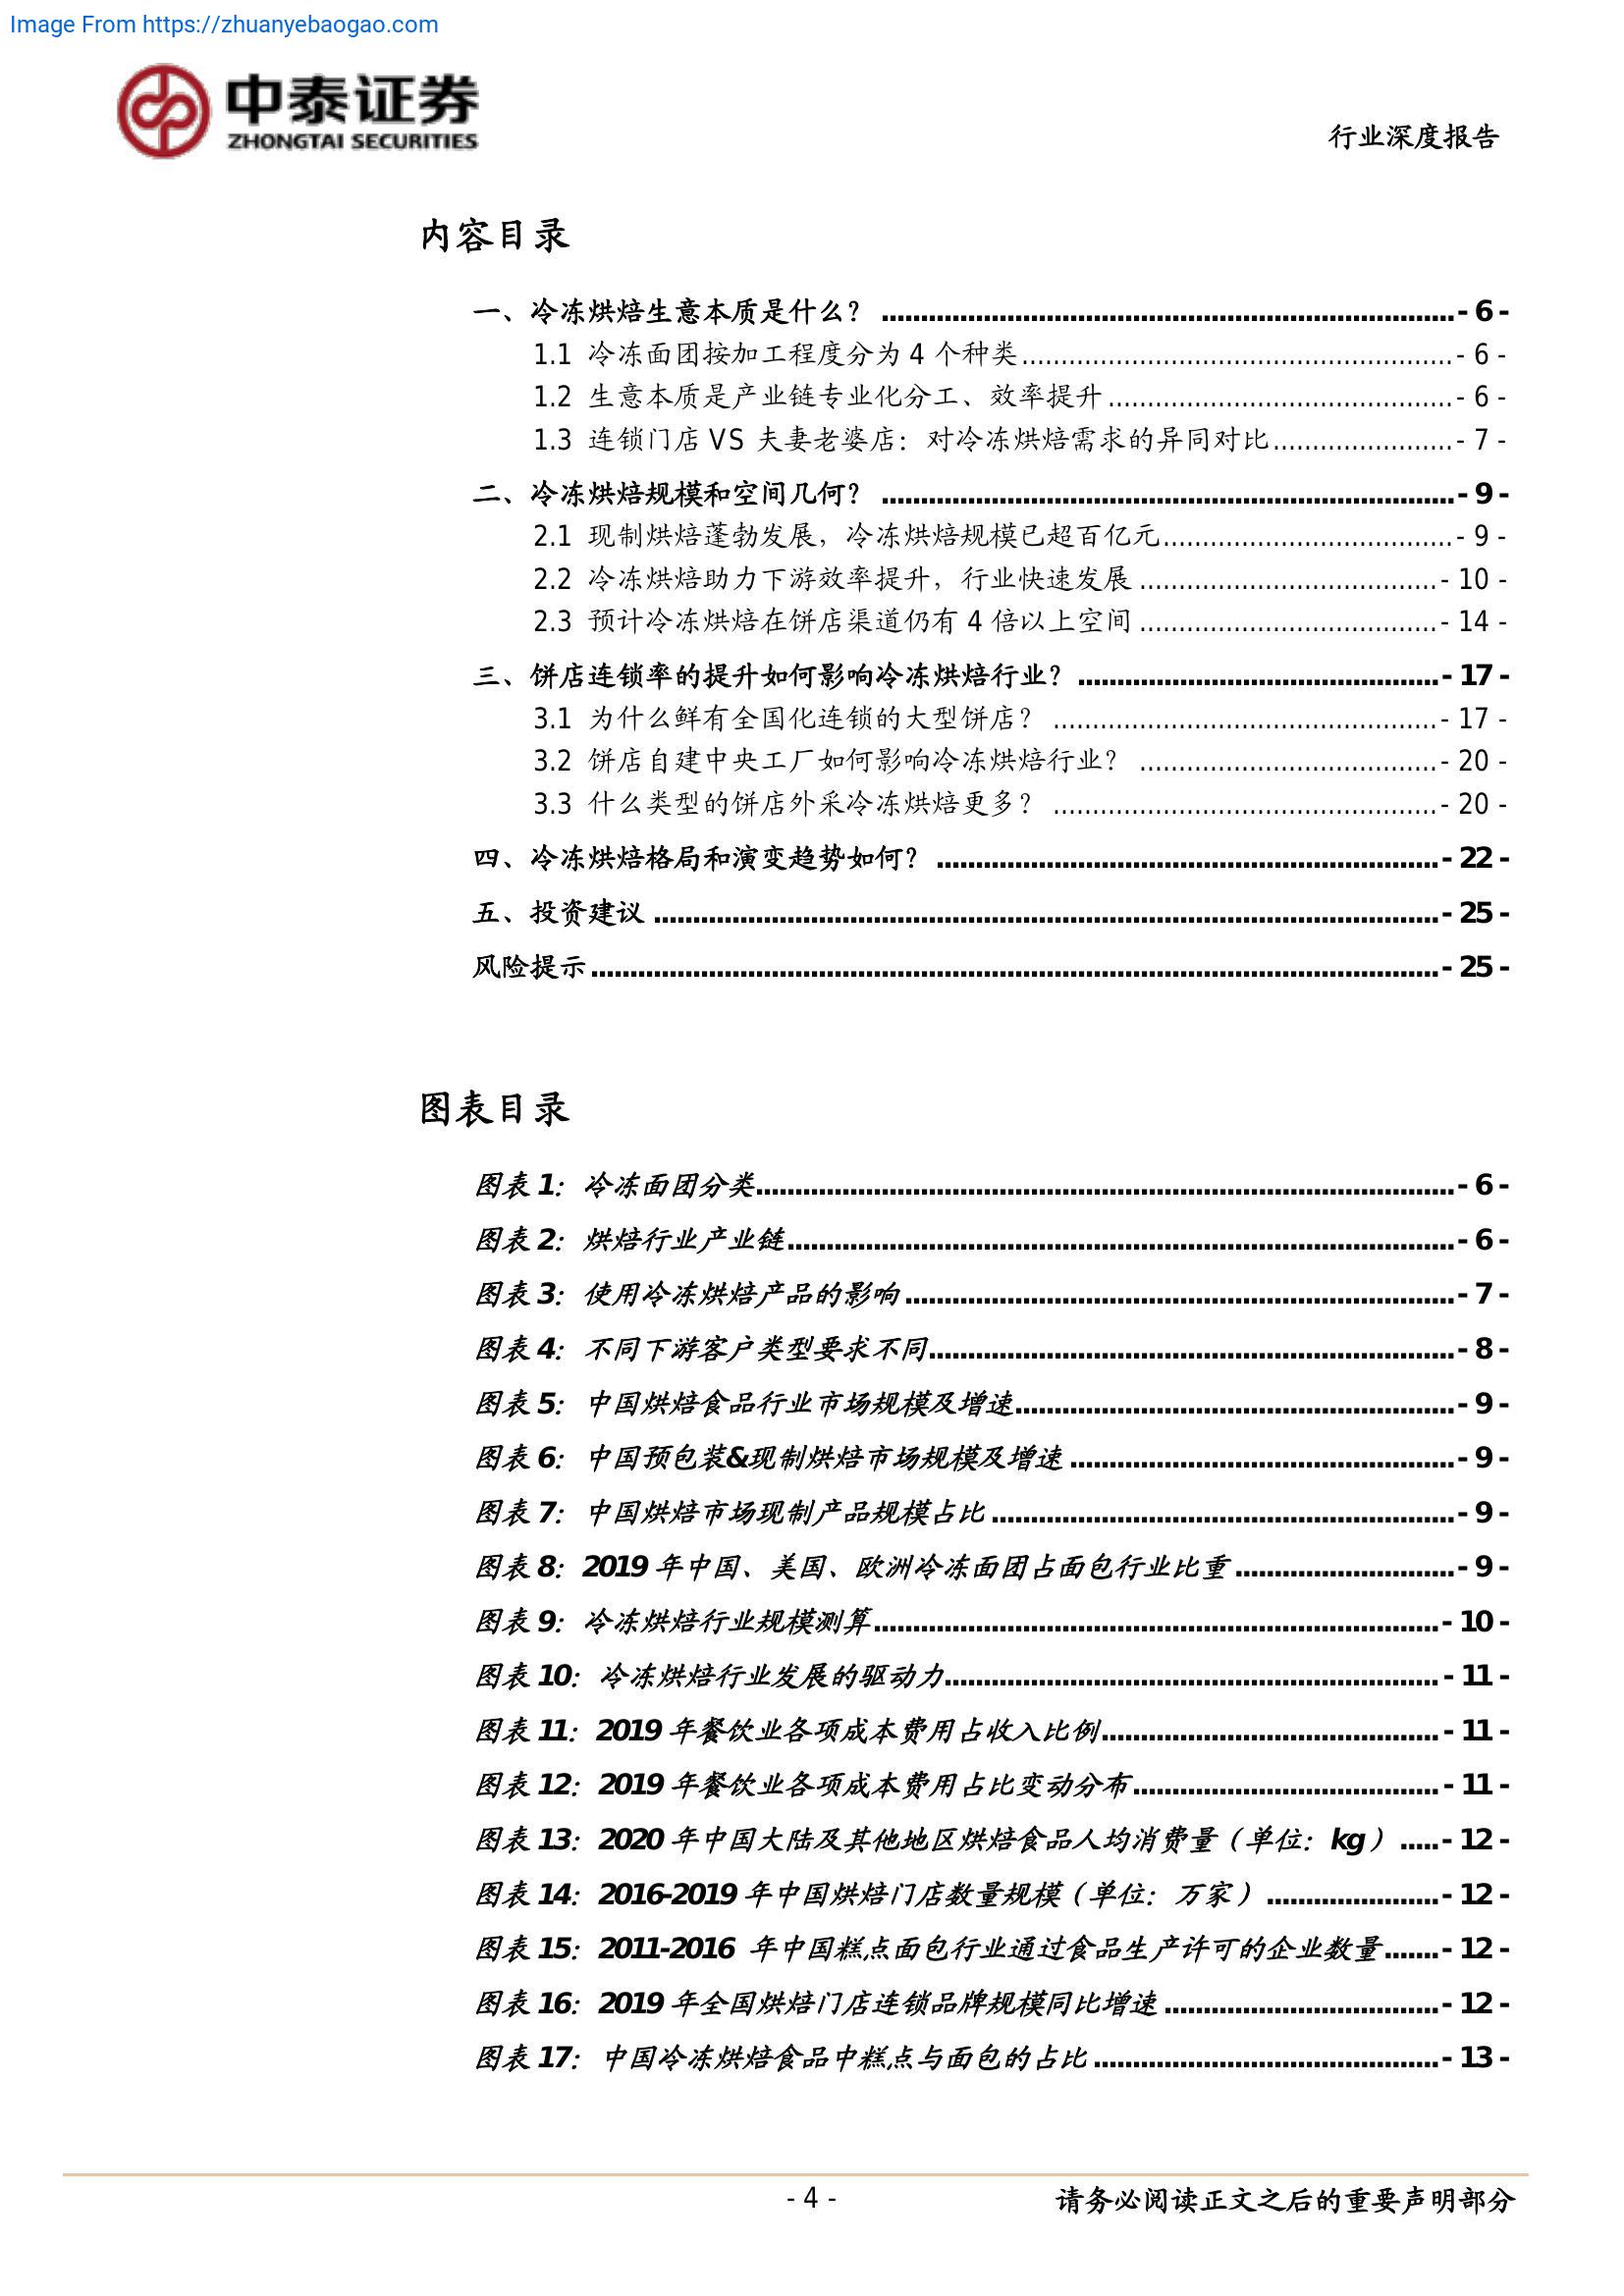 Image From https://zhuanyebaogao.com
中泰证券
ZHONGTAI SECURITIES
行业深度报告
内容目录
一、冷冻烘焙生意本质是什么？ - 6 -
1.1 冷冻面团按加工程度分为 4 个种类 - 6 -
1.2 生意本质是产业链专业化分工、效率提升 - 6 -
1.3 连锁门店 VS 夫妻老婆店：对冷冻烘焙需求的异同对比 - 7 -
二、冷冻烘焙规模和空间几何？ - 9 -
2.1 现制烘焙蓬勃发展，冷冻烘焙规模已超百亿元 - 9 -
2.2 冷冻烘焙助力下游效率提升，行业快速发展 - 10 -
2.3 预计冷冻烘焙在饼店渠道仍有 4 倍以上空间 - 14 -
三、饼店连锁率的提升如何影响冷冻烘焙行业？ - 17 -
3.1 为什么鲜有全国化连锁的大型饼店？ - 17 -
3.2 饼店自建中央工厂如何影响冷冻烘焙行业？ - 20 -
3.3 什么类型的饼店外采冷冻烘焙更多？ - 20 -
四、冷冻烘焙格局和演变趋势如何？ - 22 -
五、投资建议 - 25 -
风险提示 - 25 -
图表目录
图表 1：冷冻面团分类 - 6 -
图表 2：烘焙行业产业链 - 6 -
图表 3：使用冷冻烘焙产品的影响 - 7 -
图表 4：不同下游客户类型要求不同 - 8 -
图表 5：中国烘焙食品行业市场规模及增速 - 9 -
图表 6：中国预包装&现制烘焙市场规模及增速 - 9 -
图表 7：中国烘焙市场现制产品规模占比 - 9 -
图表 8：2019 年中国、美国、欧洲冷冻面团占面包行业比重 - 9 -
图表 9：冷冻烘焙行业规模测算 - 10 -
图表 10：冷冻烘焙行业发展的驱动力 - 11 -
图表 11：2019 年餐饮业各项成本费用占收入比例 - 11 -
图表 12：2019 年餐饮业各项成本费用占比变动分布 - 11 -
图表 13：2020 年中国大陆及其他地区烘焙食品人均消费量（单位：kg） - 12 -
图表 14：2016-2019 年中国烘焙门店数量规模（单位：万家） - 12 -
图表 15：2011-2016 年中国糕点面包行业通过食品生产许可的企业数量 - 12 -
图表 16：2019 年全国烘焙门店连锁品牌规模同比增速 - 12 -
图表 17：中国冷冻烘焙食品中糕点与面包的占比 - 13 -
- 4 -
请务必阅读正文之后的重要声明部分